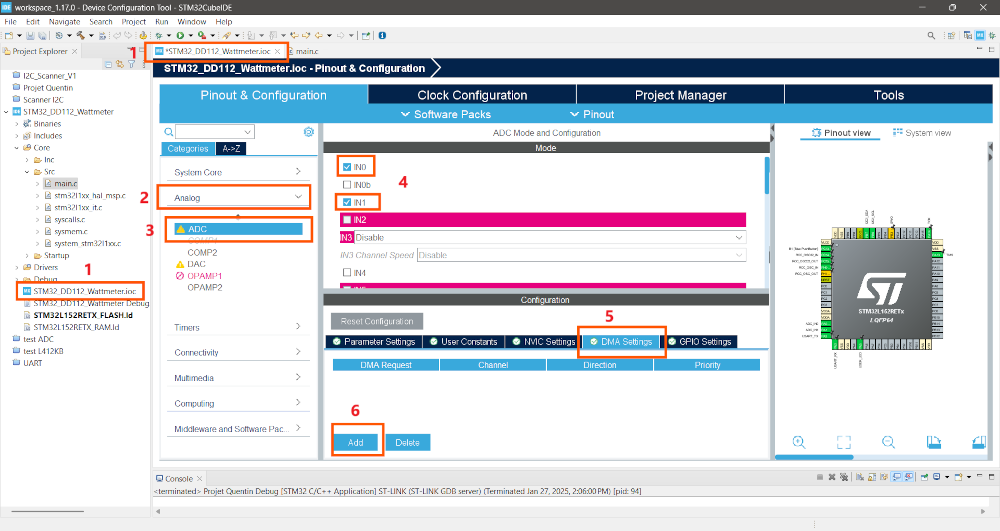 workspace_1.17.0 - Device Configuration Tool - STM32CubeIDE
File Edit Navigate Search Project Run Window Help
Project Explorer
1
*STM32_DD112_Wattmeter.ioc
main.c
I2C_Scanner_V1
Projet Quentin
Scanner I2C
STM32_DD112_Wattmeter
Binaries
Includes
Core
Inc
Src
main.c
stm32l1xx_hal_msp.c
stm32l1xx_it.c
syscalls.c
sysmem.c
system_stm32l1xx.c
Startup
Drivers
1
Debug
STM32_DD112_Wattmeter.ioc
STM32_DD112_Wattmeter Debug
STM32L152RETX_FLASH.ld
STM32L152RETX_RAM.ld
test ADC
test L412KB
UART
STM32_DD112_Wattmeter.ioc - Pinout & Configuration
Pinout & Configuration
Clock Configuration
Project Manager
Tools
Software Packs
Pinout
Categories
A->Z
System Core
2
Analog
3
ADC
COMP2
DAC
OPAMP1
OPAMP2
Timers
Connectivity
Multimedia
Computing
Middleware and Software Pac...
ADC Mode and Configuration
Mode
IN0
4
IN0b
IN1
IN2
IN3 Disable
IN3 Channel Speed Disable
IN4
Configuration
Reset Configuration
5
Parameter Settings
User Constants
NVIC Settings
DMA Settings
GPIO Settings
DMA Request
Channel
Direction
Priority
6
Add
Delete
Pinout view
System view
STM32L152RETx
LQFP64
Console
<terminated> Projet Quentin Debug [STM32 C/C++ Application] ST-LINK (ST-LINK GDB server) (Terminated Jan 27, 2025, 2:06:00 PM) [pid: 94]